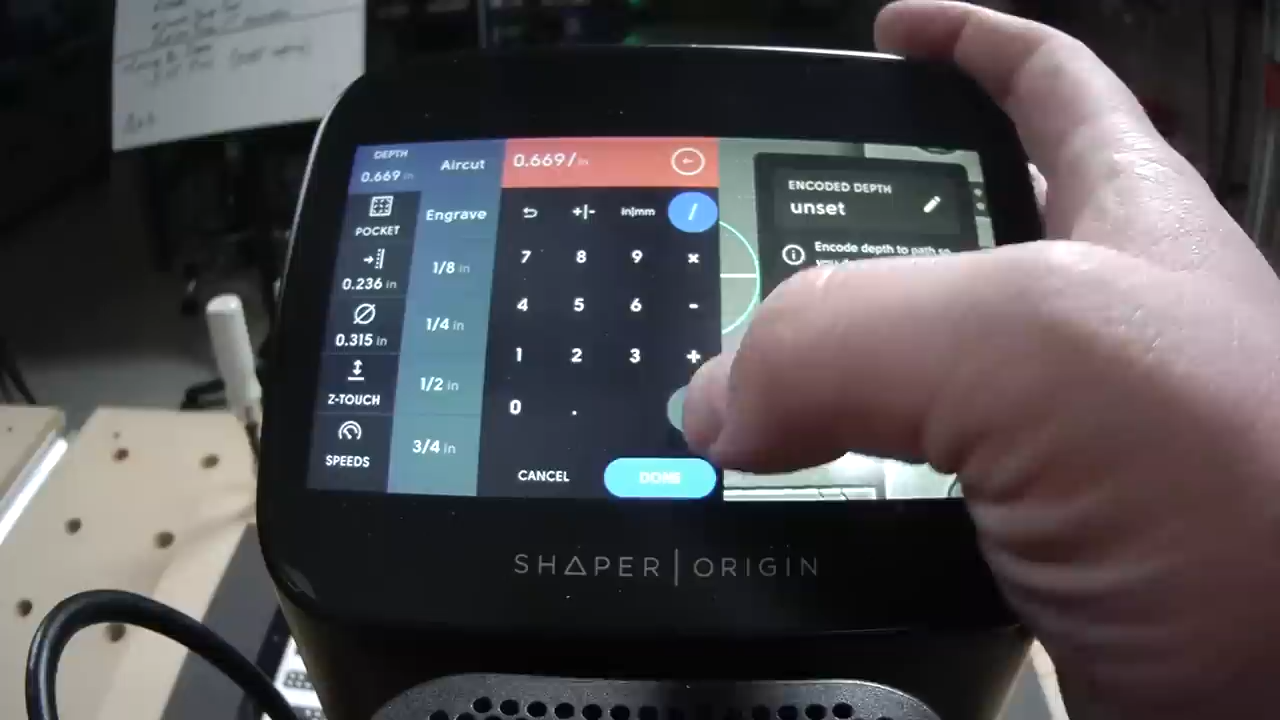 DEPTH
0.669 in
POCKET
0.236 in
0.315 in
Z-TOUCH
SPEEDS
Aircut
Engrave
1/8 in
1/4 in
1/2 in
3/4 in
0.669/in
+/-
in|mm
/
7 8 9 ×
4 5 6 -
1 2 3 +
0 .
CANCEL
DONE
ENCODED DEPTH
unset
Encode depth to path so
SHAPER | ORIGIN